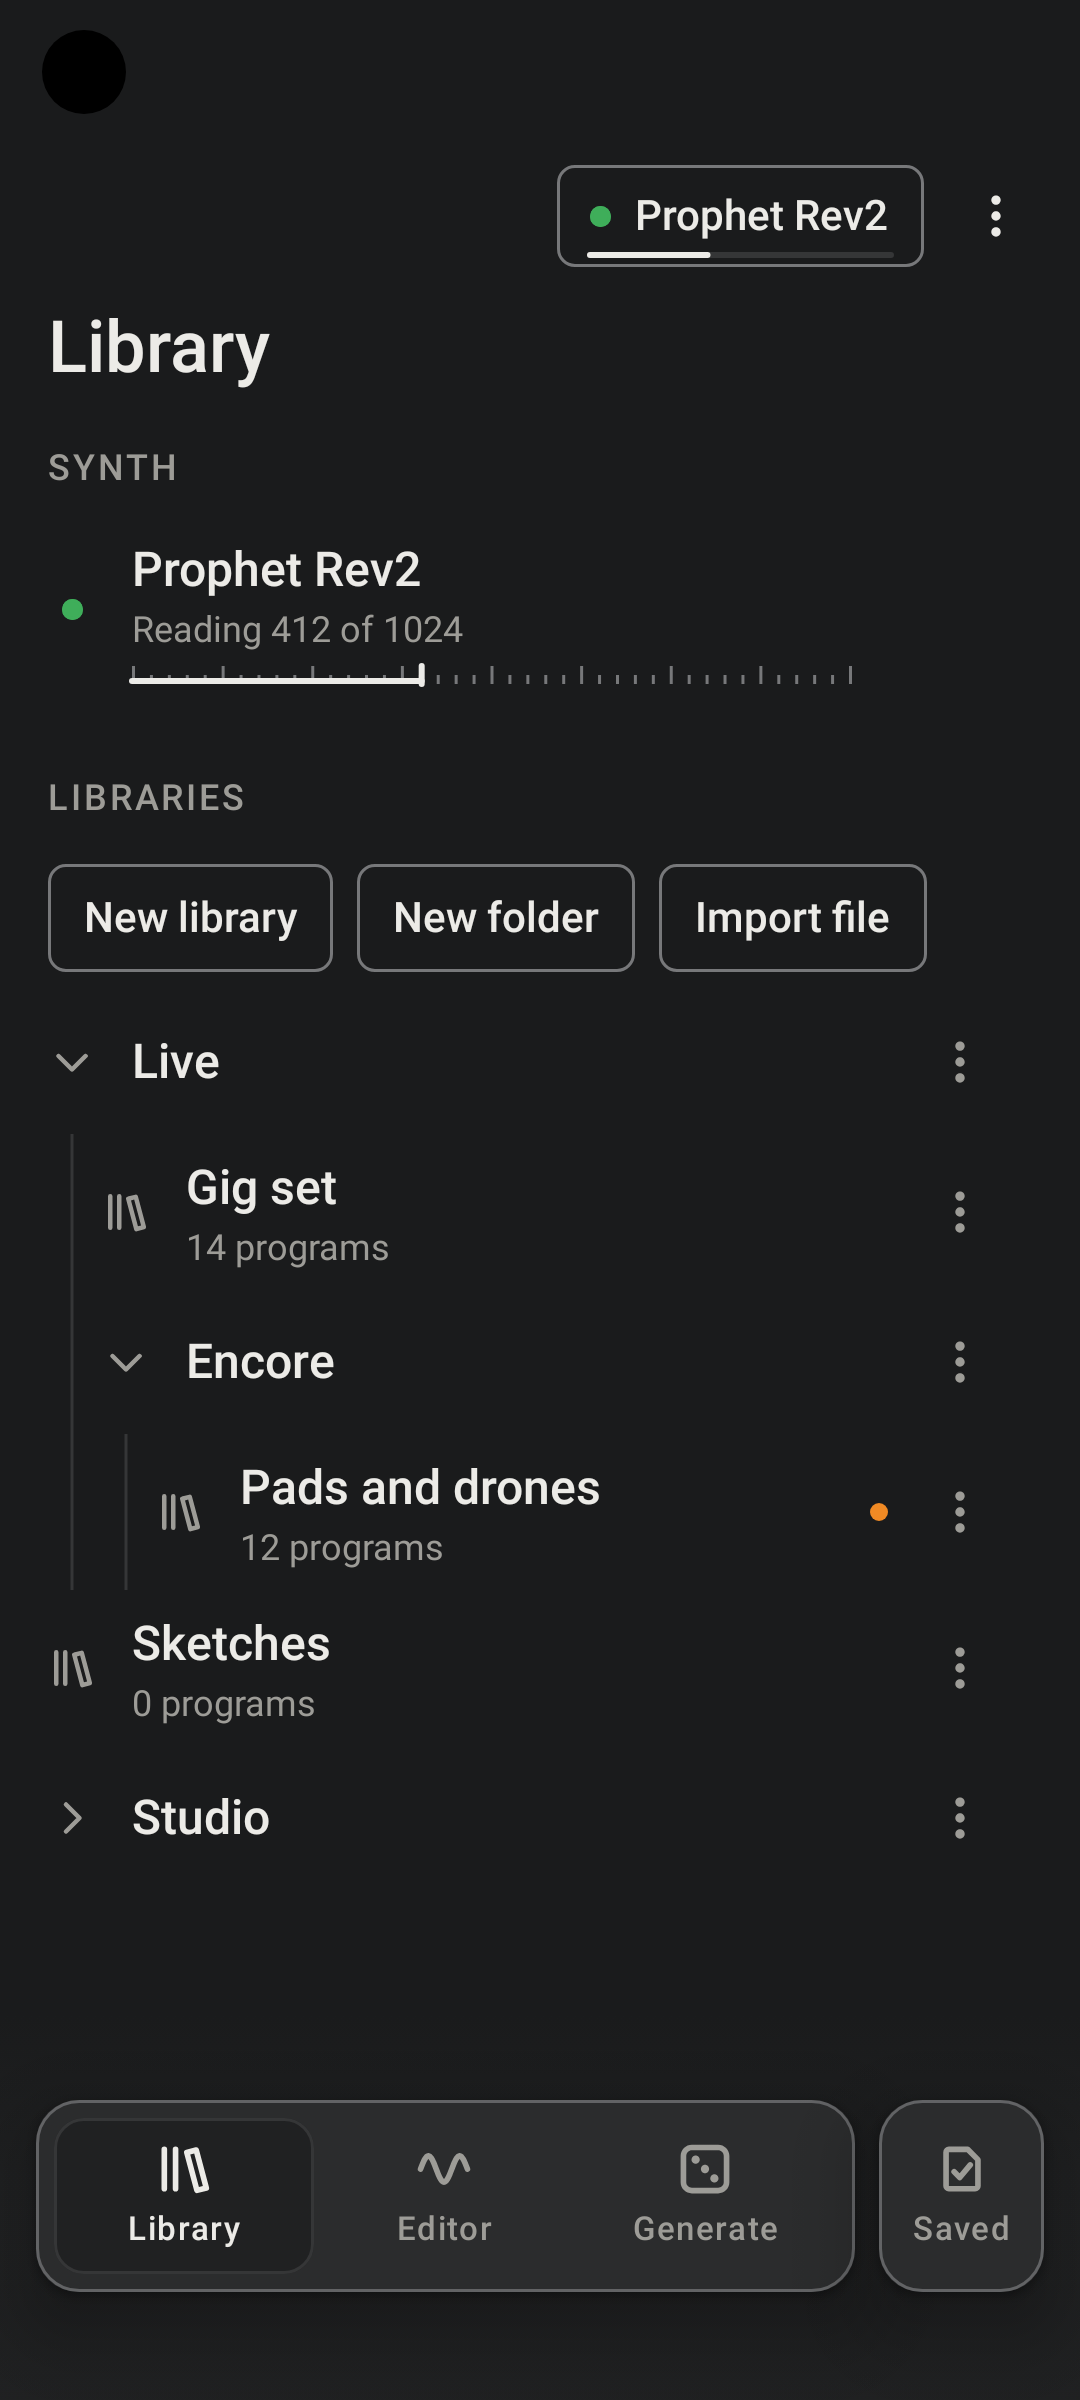 Prophet Rev2
Library
SYNTH
Prophet Rev2
Reading 412 of 1024
LIBRARIES
New library
New folder
Import file
Live
Gig set
14 programs
Encore
Pads and drones
12 programs
Sketches
0 programs
Studio
Library
Editor
Generate
Saved